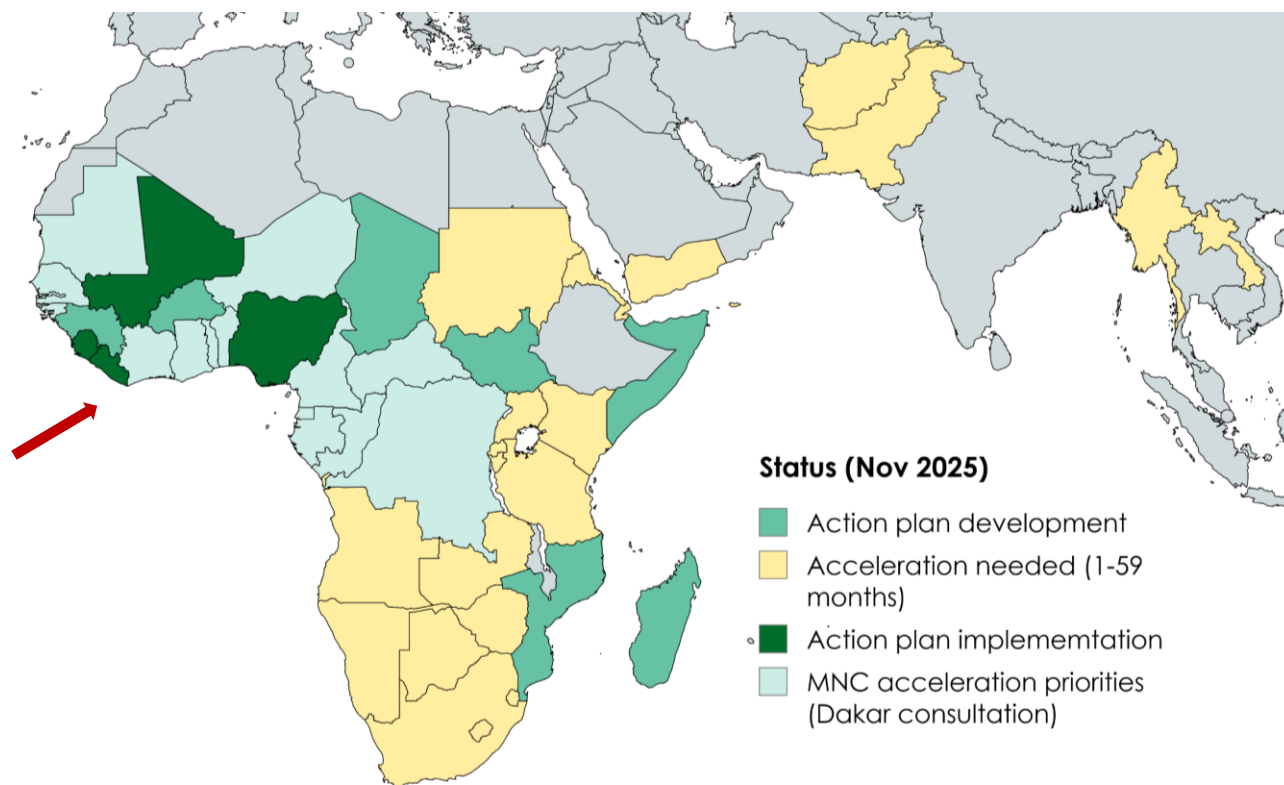 Status (Nov 2025)
Action plan development
Acceleration needed (1-59
months)
Action plan implememtation
MNC acceleration priorities
(Dakar consultation)